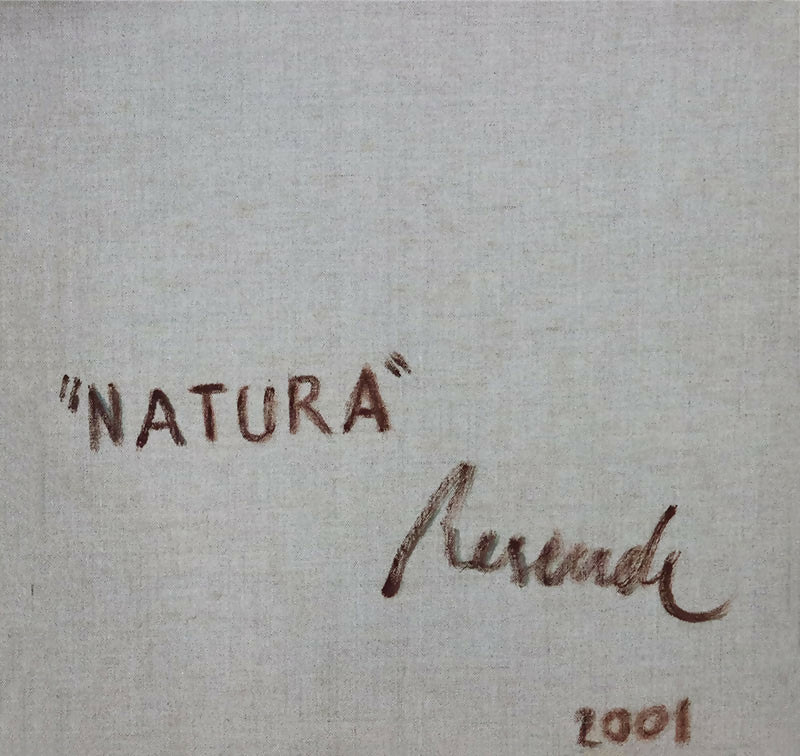 "NATURA"
Resende
2001